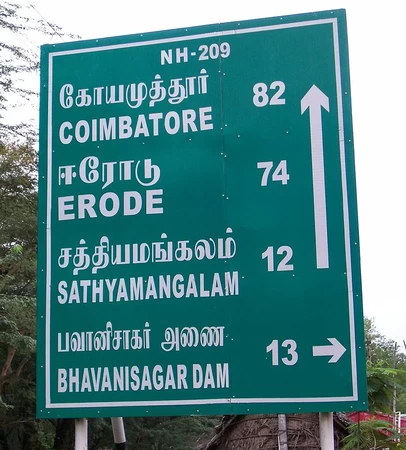 NH-209
கோயமுத்தூர் 82
COIMBATORE
ஈரோடு 74
ERODE
சத்தியமங்கலம் 12
SATHYAMANGALAM
பவானிசாகர் அணை 13
BHAVANISAGAR DAM